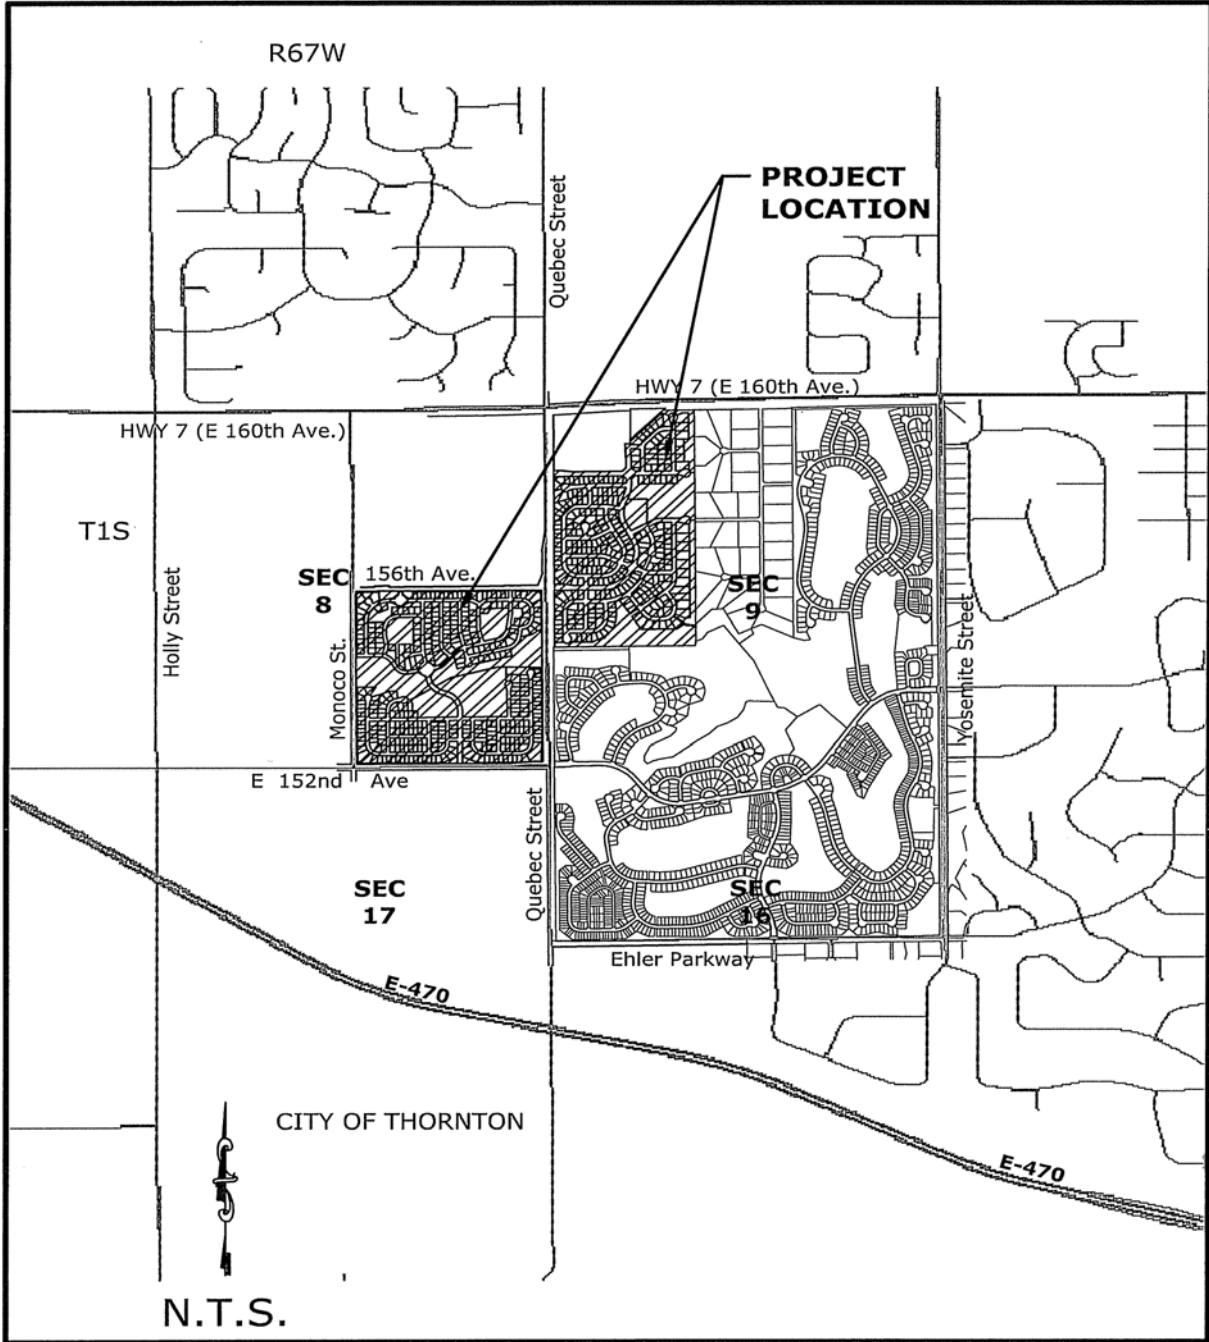 R67W
PROJECT
LOCATION
Quebec Street
HWY 7 (E 160th Ave.)
HWY 7 (E 160th Ave.)
T1S
SEC
8
156th Ave.
SEC
9
Holly Street
Monoco St.
Yosemite Street
E 152nd Ave
Quebec Street
SEC
17
SEC
16
Ehler Parkway
E-470
CITY OF THORNTON
E-470
N.T.S.